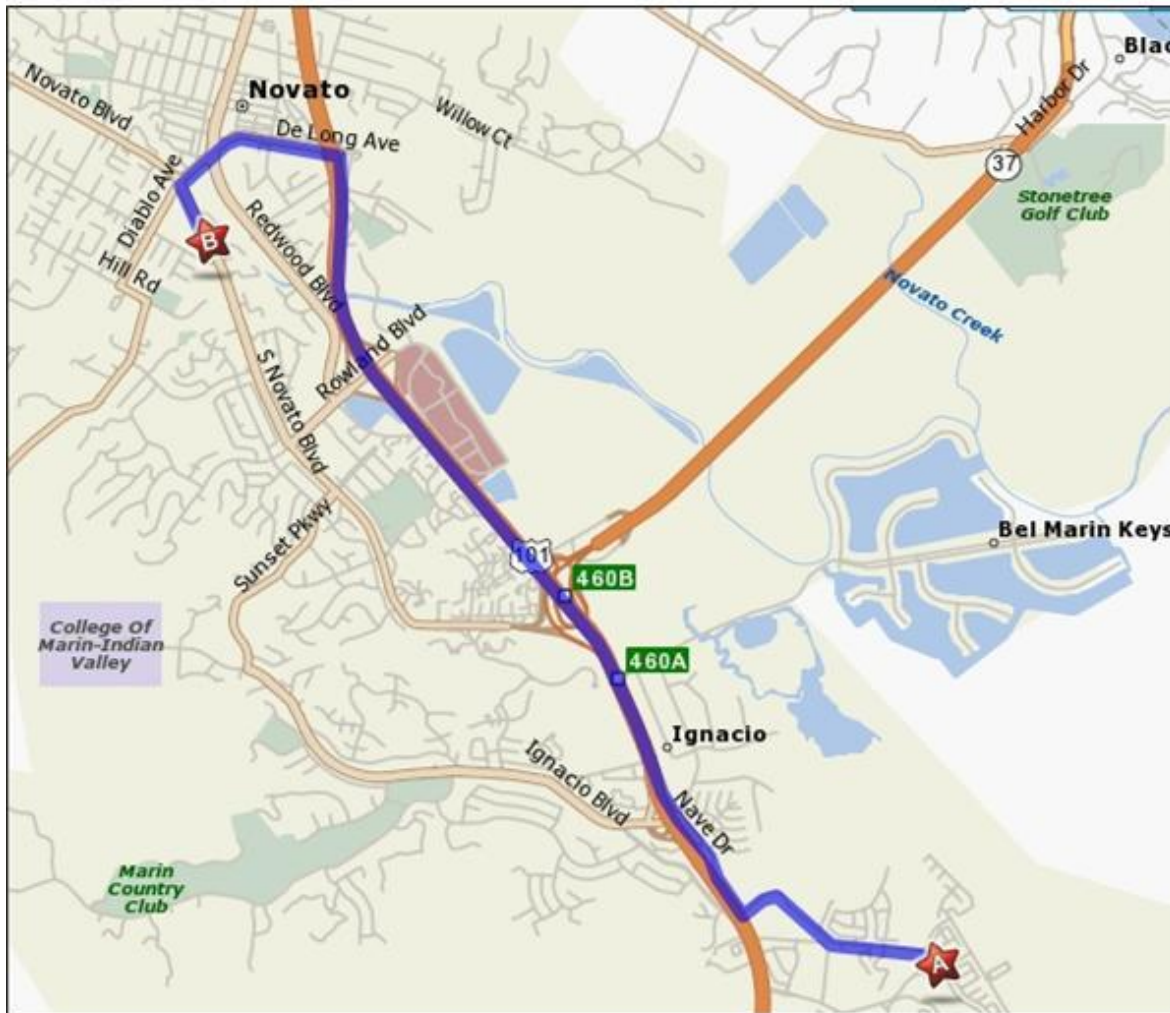 Blac
Novato Blvd
Novato
Willow Ct
Harbor Dr
De Long Ave
37
Diablo Ave
Stonetree
Golf Club
B
Redwood Blvd
Hill Rd
Novato Creek
Rowland Blvd
S Novato Blvd
Sunset Pkwy
101
Bel Marin Keys
460B
College Of
Marin-Indian
Valley
460A
Ignacio
Ignacio Blvd
Nave Dr
Marin
Country
Club
A